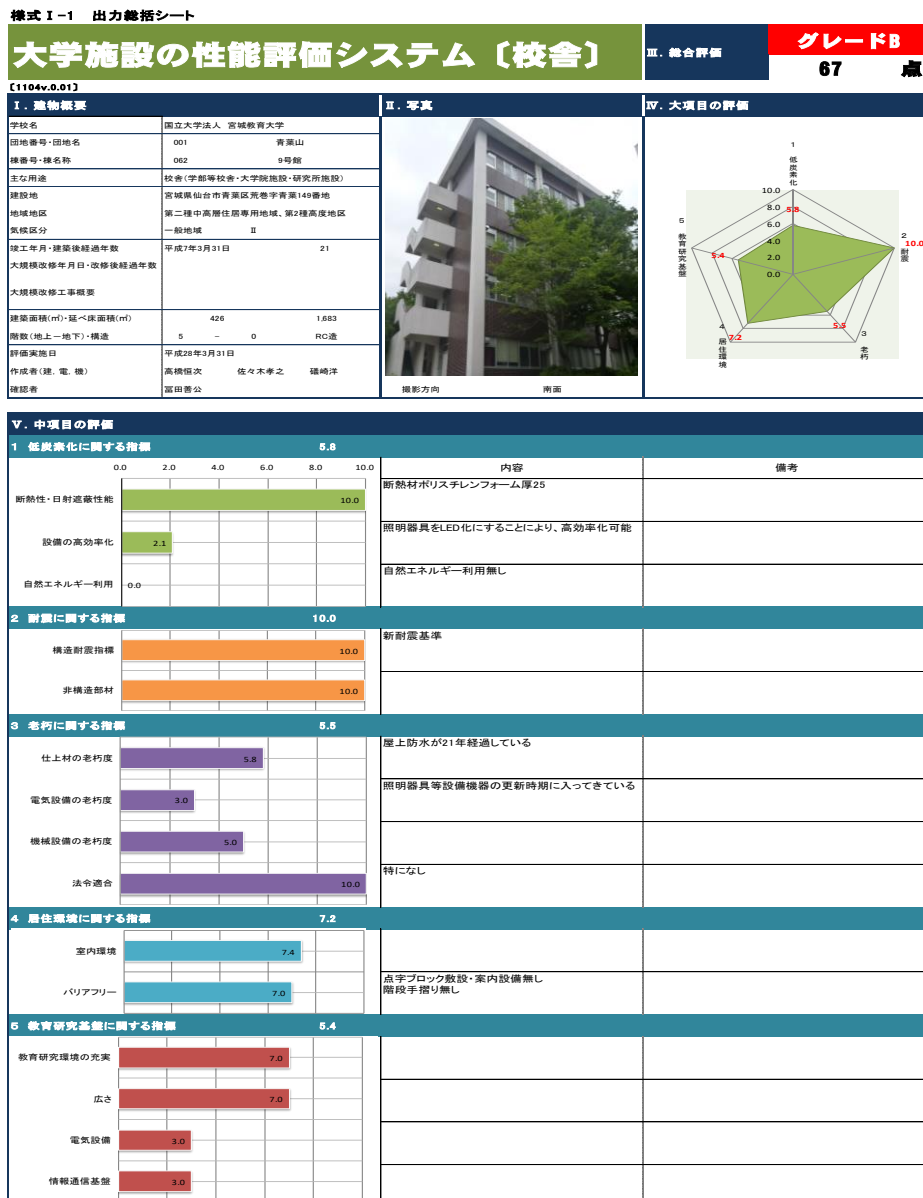 様式Ⅰ-1 出力総括シート
大学施設の性能評価システム〔校舎〕
Ⅲ. 総合評価
グレードB
67 点
〔1104v.0.01〕
Ⅰ. 建物概要
学校名 国立大学法人 宮城教育大学
団地番号・団地名 001 青葉山
棟番号・棟名称 062 9号館
主な用途 校舎(学部等校舎・大学院施設・研究所施設)
建設地 宮城県仙台市青葉区荒巻字青葉149番地
地域地区 第二種中高層住居専用地域、第2種高度地区
気候区分 一般地域 Ⅱ
竣工年月・建築後経過年数 平成7年3月31日 21
大規模改修年月日・改修後経過年数
大規模改修工事概要
建築面積(㎡)・延べ床面積(㎡) 426 1,683
階数(地上－地下)・構造 5 － 0 RC造
評価実施日 平成28年3月31日
作成者(建, 電, 機) 高橋恒次 佐々木孝之 礒崎洋
確認者 冨田善公
Ⅱ. 写真
撮影方向 南面
Ⅳ. 大項目の評価
1 低炭素化
10.0
8.0
6.0
4.0
2.0
0.0
5.8
2 耐震
10.0
3 老朽
5.5
4 居住環境
7.2
5 教育研究基盤
5.4
Ⅴ. 中項目の評価
1 低炭素化に関する指標 5.8
0.0 2.0 4.0 6.0 8.0 10.0
内容 備考
断熱性・日射遮蔽性能 10.0 断熱材ポリスチレンフォーム厚25
設備の高効率化 2.1 照明器具をLED化にすることにより、高効率化可能
自然エネルギー利用 0.0 自然エネルギー利用無し
2 耐震に関する指標 10.0
構造耐震指標 10.0 新耐震基準
非構造部材 10.0
3 老朽に関する指標 5.5
仕上材の老朽度 5.8 屋上防水が21年経過している
電気設備の老朽度 3.0 照明器具等設備機器の更新時期に入ってきている
機械設備の老朽度 5.0
法令適合 10.0 特になし
4 居住環境に関する指標 7.2
室内環境 7.4
バリアフリー 7.0 点字ブロック敷設・案内設備無し
階段手摺り無し
5 教育研究基盤に関する指標 5.4
教育研究環境の充実 7.0
広さ 7.0
電気設備 3.0
情報通信基盤 3.0